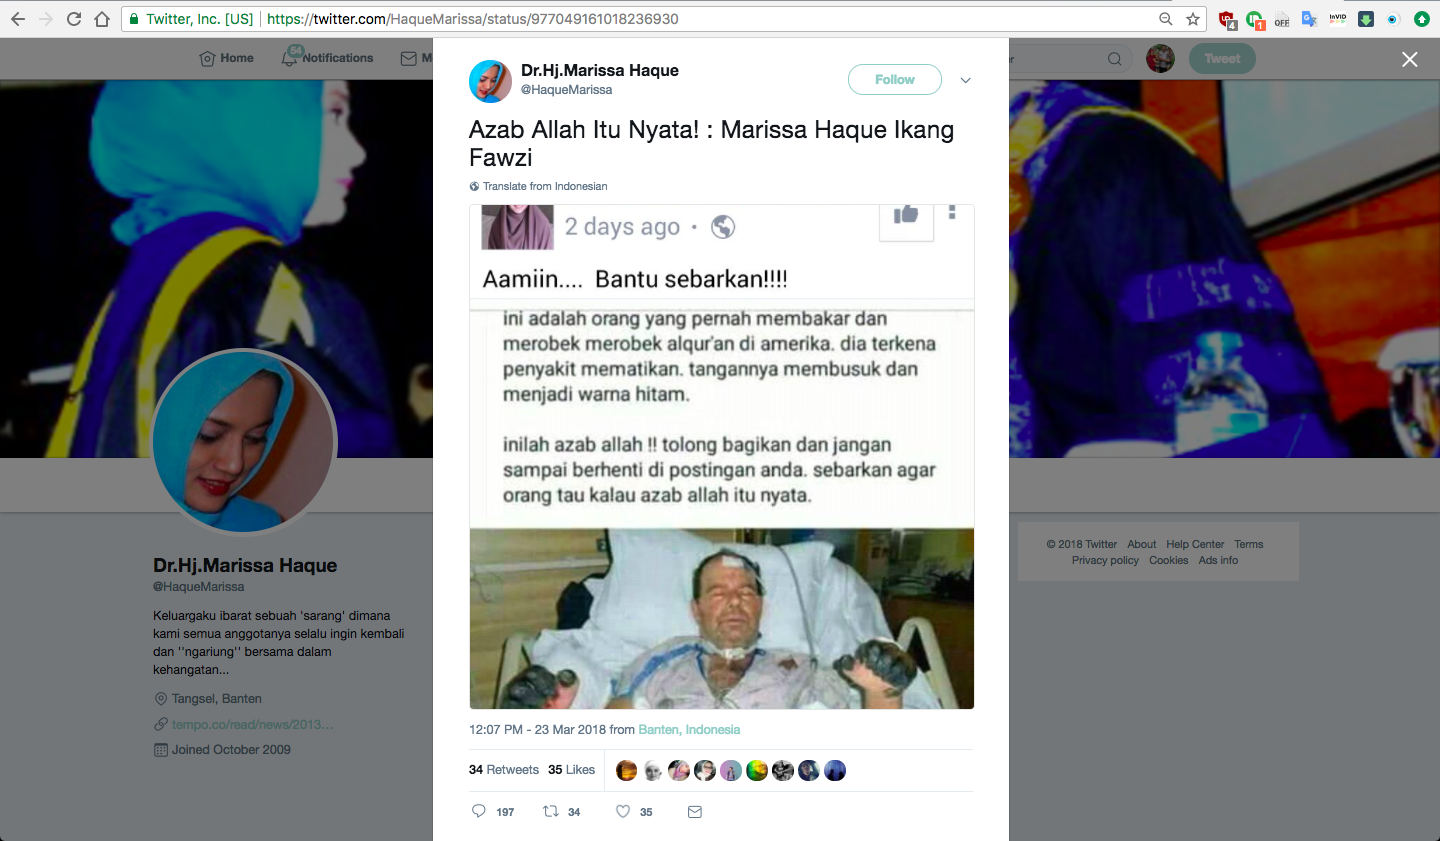 Twitter, Inc. [US]
https://twitter.com/HaqueMarissa/status/977049161018236930
4
1
OFF
InVID
Home
64
Notifications
M
er
Tweet
Dr.Hj.Marissa Haque
@HaqueMarissa
Follow
Azab Allah Itu Nyata! : Marissa Haque Ikang
Fawzi
Translate from Indonesian
2 days ago ·
Aamiin.... Bantu sebarkan!!!!
ini adalah orang yang pernah membakar dan
merobek merobek alqur'an di amerika. dia terkena
penyakit mematikan. tangannya membusuk dan
menjadi warna hitam.
inilah azab allah !! tolong bagikan dan jangan
sampai berhenti di postingan anda. sebarkan agar
orang tau kalau azab allah itu nyata.
12:07 PM - 23 Mar 2018 from Banten, Indonesia
34 Retweets 35 Likes
197 34 35
Dr.Hj.Marissa Haque
@HaqueMarissa
Keluargaku ibarat sebuah 'sarang' dimana
kami semua anggotanya selalu ingin kembali
dan ''ngariung'' bersama dalam
kehangatan...
Tangsel, Banten
tempo.co/read/news/2013...
Joined October 2009
© 2018 Twitter About Help Center Terms
Privacy policy Cookies Ads info